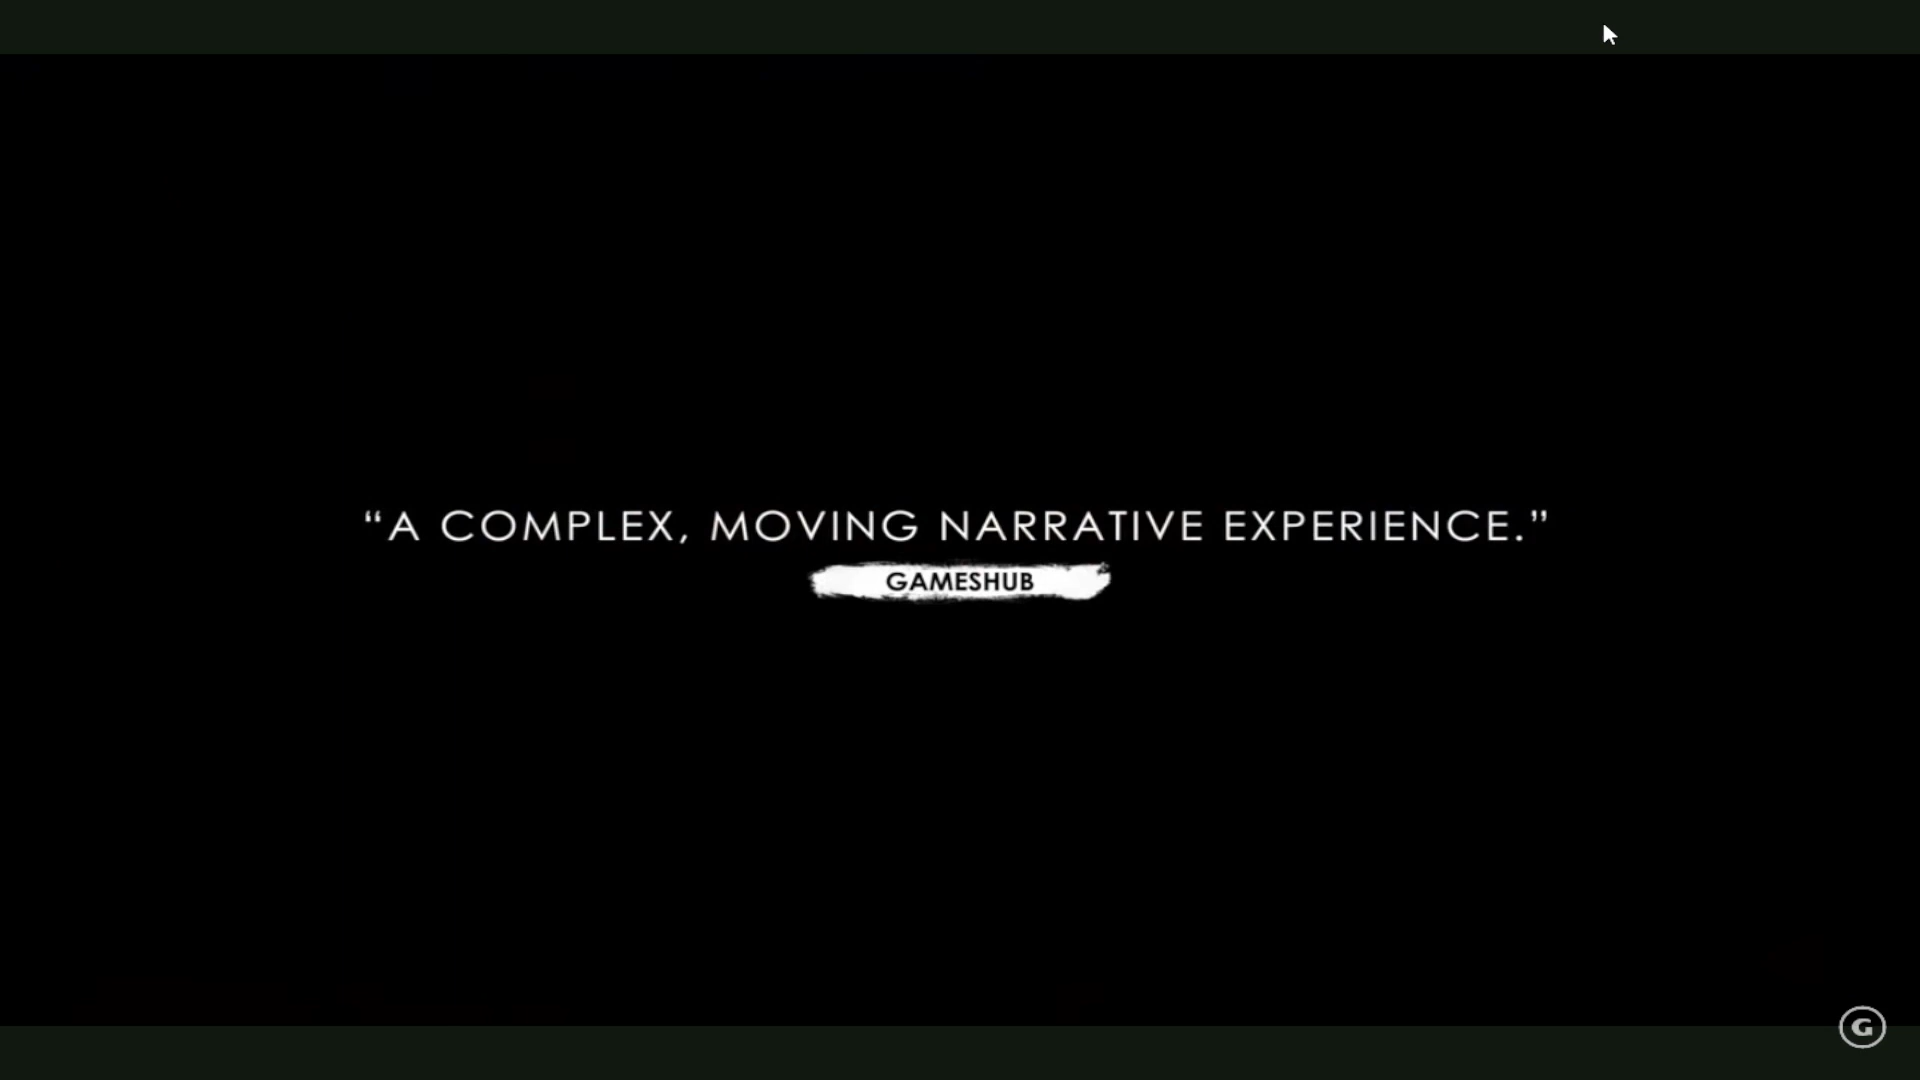 “A COMPLEX, MOVING NARRATIVE EXPERIENCE.”
GAMESHUB
G